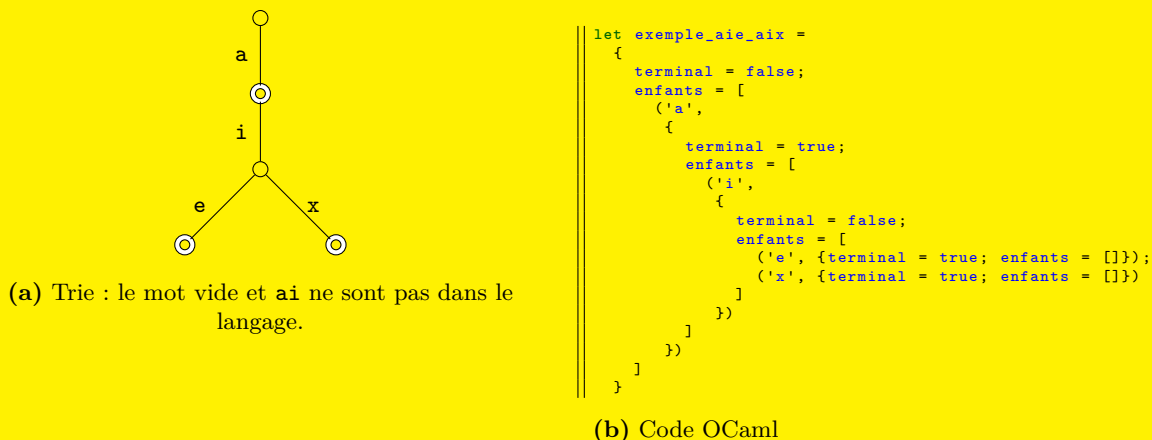 a
i
e
x
(a) Trie : le mot vide et ai ne sont pas dans le
langage.
let exemple_aie_aix =
  {
    terminal = false;
    enfants = [
      ('a',
       {
         terminal = true;
         enfants = [
           ('i',
            {
              terminal = false;
              enfants = [
                ('e', {terminal = true; enfants = []});
                ('x', {terminal = true; enfants = []})
              ]
            })
         ]
       })
    ]
  }
(b) Code OCaml